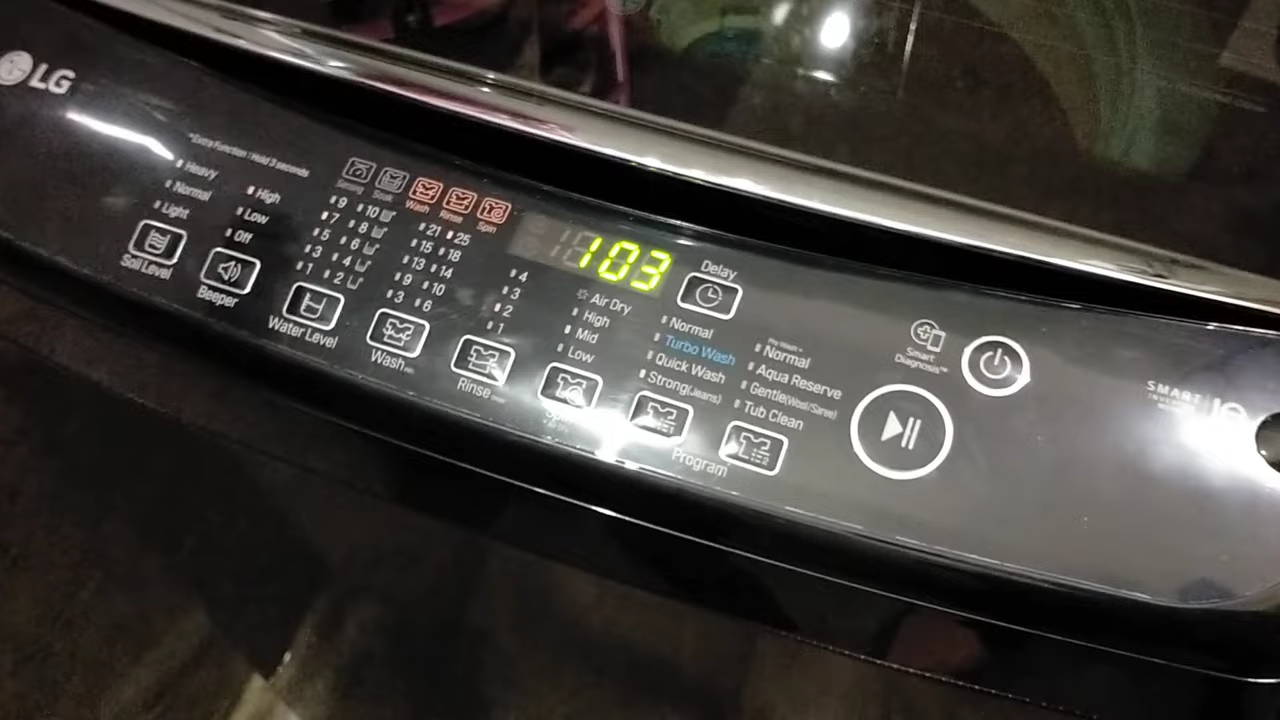 LG
*Extra Function : Hold 3 seconds
Heavy
Normal
Light
Soil Level
High
Low
Off
Beeper
Sensing
Soak
Wash
Rinse
Spin
9 10
7 8
5 6
3 4
1 2
Water Level
21 25
15 18
13 14
9 10
3 6
Wash
4
3
2
1
Rinse
103
Air Dry
High
Mid
Low
Delay
Normal
Turbo Wash
Quick Wash
Strong(Jeans)
Normal
Aqua Reserve
Gentle(Wool/Saree)
Tub Clean
Program
Smart
Diagnosis™
SMART